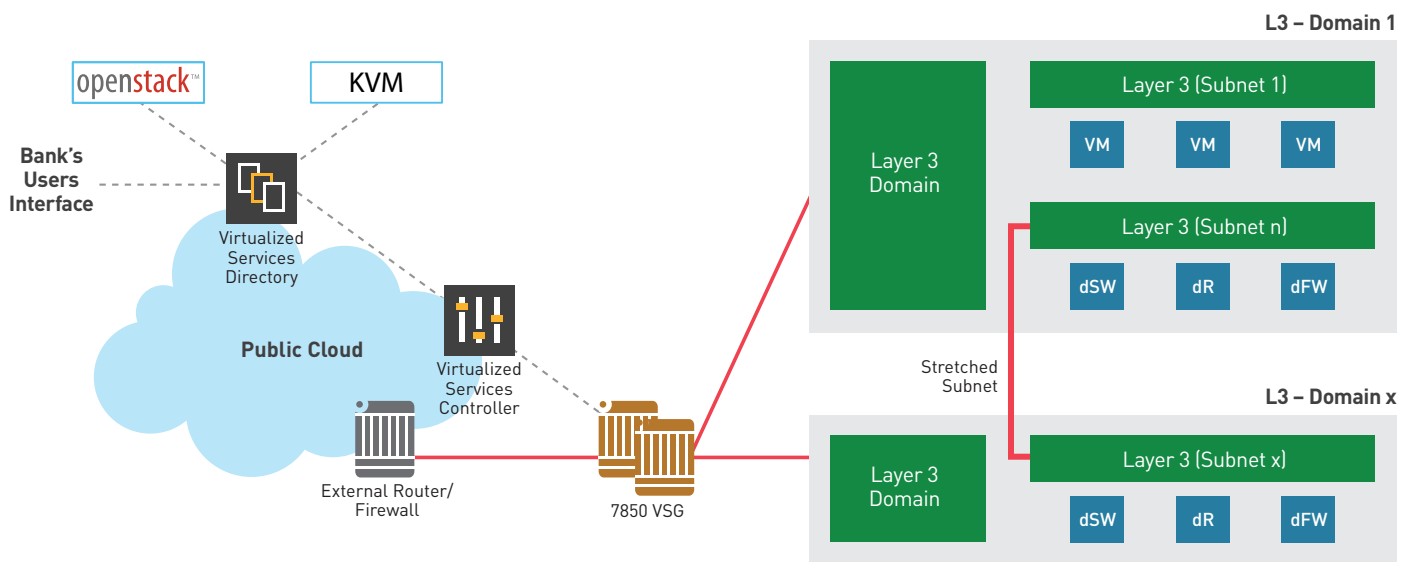 L3 – Domain 1
openstack™
KVM
Layer 3 (Subnet 1)
VM
VM
VM
Bank's
Users
Interface
Layer 3
Domain
Layer 3 (Subnet n)
Virtualized
Services
Directory
dSW
dR
dFW
Public Cloud
Virtualized
Services
Controller
Stretched
Subnet
L3 – Domain x
Layer 3 (Subnet x)
Layer 3
Domain
External Router/
Firewall
7850 VSG
dSW
dR
dFW